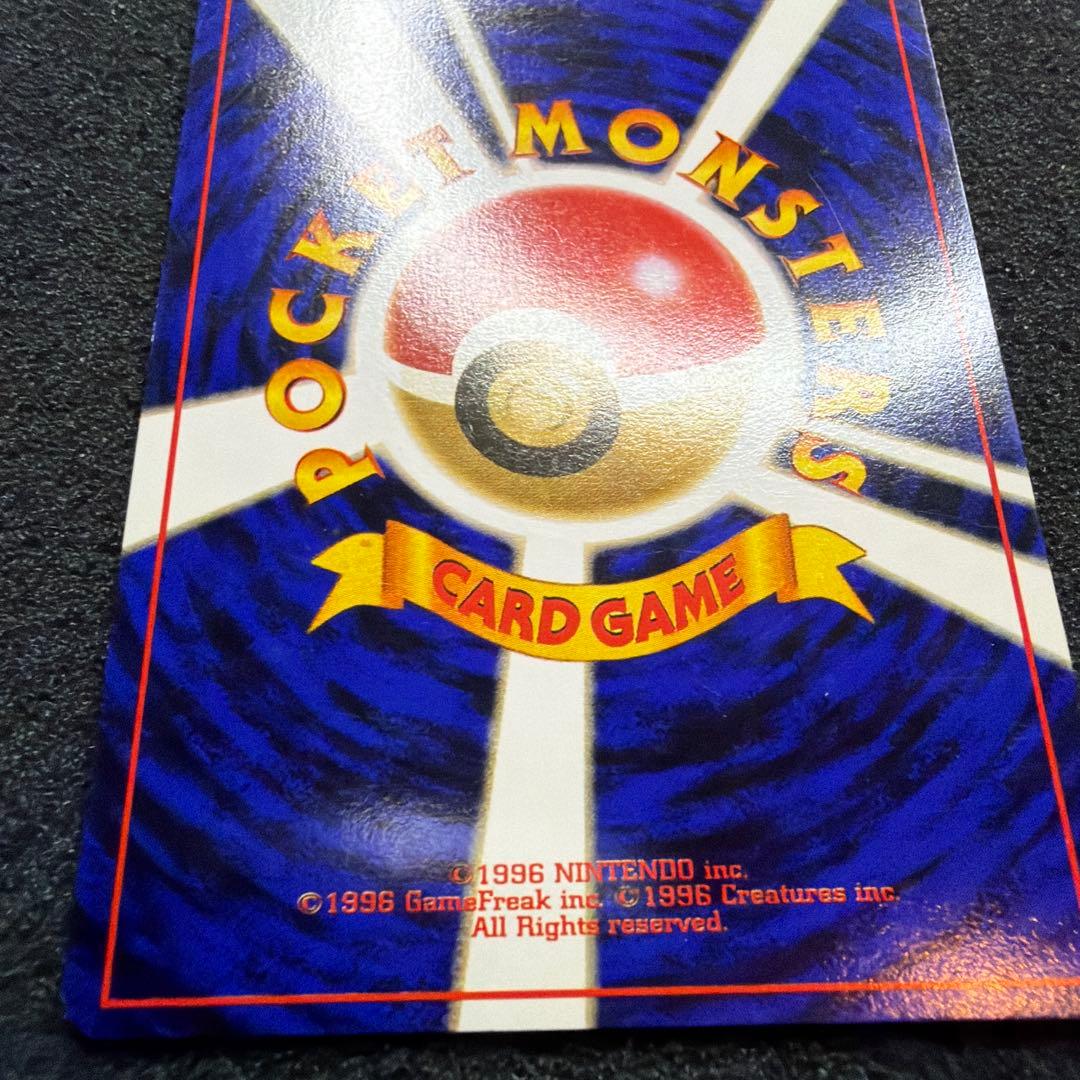 POCKET MONSTERS
CARD GAME
©1996 NINTENDO inc.
©1996 GameFreak inc. ©1996 Creatures inc.
All Rights reserved.